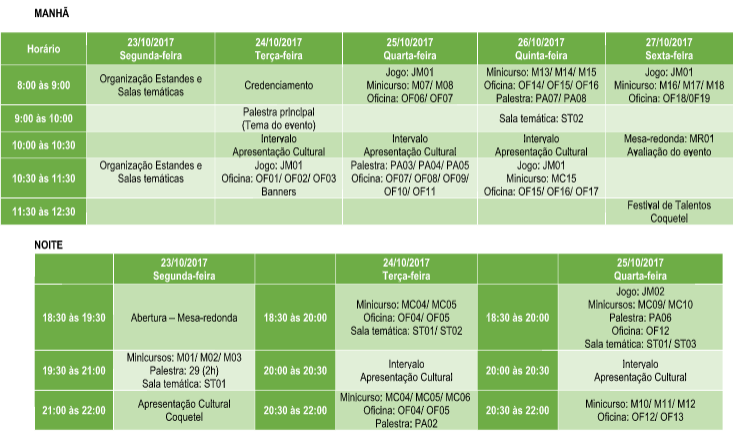 MANHÃ
Horário
23/10/2017
Segunda-feira
24/10/2017
Terça-feira
25/10/2017
Quarta-feira
26/10/2017
Quinta-feira
27/10/2017
Sexta-feira
8:00 às 9:00
Organização Estandes e
Salas temáticas
Credenciamento
Jogo: JM01
Minicurso: M07/ M08
Oficina: OF06/ OF07
Minicurso: M13/ M14/ M15
Oficina: OF14/ OF15/ OF16
Palestra: PA07/ PA08
Jogo: JM01
Minicurso: M16/ M17/ M18
Oficina: OF18/0F19
9:00 às 10:00
Palestra principal
(Tema do evento)
Sala temática: ST02
10:00 às 10:30
Intervalo
Apresentação Cultural
Intervalo
Apresentação Cultural
Intervalo
Apresentação Cultural
Mesa-redonda: MR01
Avaliação do evento
10:30 às 11:30
Organização Estandes e
Salas temáticas
Jogo: JM01
Oficina: OF01/ OF02/ OF03
Banners
Palestra: PA03/ PA04/ PA05
Oficina: OF07/ OF08/ OF09/
OF10/ OF11
Jogo: JM01
Minicurso: MC15
Oficina: OF15/ OF16/ OF17
11:30 às 12:30
Festival de Talentos
Coquetel
NOITE
23/10/2017
Segunda-feira
24/10/2017
Terça-feira
25/10/2017
Quarta-feira
18:30 às 19:30
Abertura – Mesa-redonda
18:30 às 20:00
Minicurso: MC04/ MC05
Oficina: OF04/ OF05
Sala temática: ST01/ ST02
18:30 às 20:00
Jogo: JM02
Minicursos: MC09/ MC10
Palestra: PA06
Oficina: OF12
Sala temática: ST01/ ST03
19:30 às 21:00
Minicursos: M01/ M02/ M03
Palestra: 29 (2h)
Sala temática: ST01
20:00 às 20:30
Intervalo
Apresentação Cultural
20:00 às 20:30
Intervalo
Apresentação Cultural
21:00 às 22:00
Apresentação Cultural
Coquetel
20:30 às 22:00
Minicurso: MC04/ MC05/ MC06
Oficina: OF04/ OF05
Palestra: PA02
20:30 às 22:00
Minicurso: M10/ M11/ M12
Oficina: OF12/ OF13